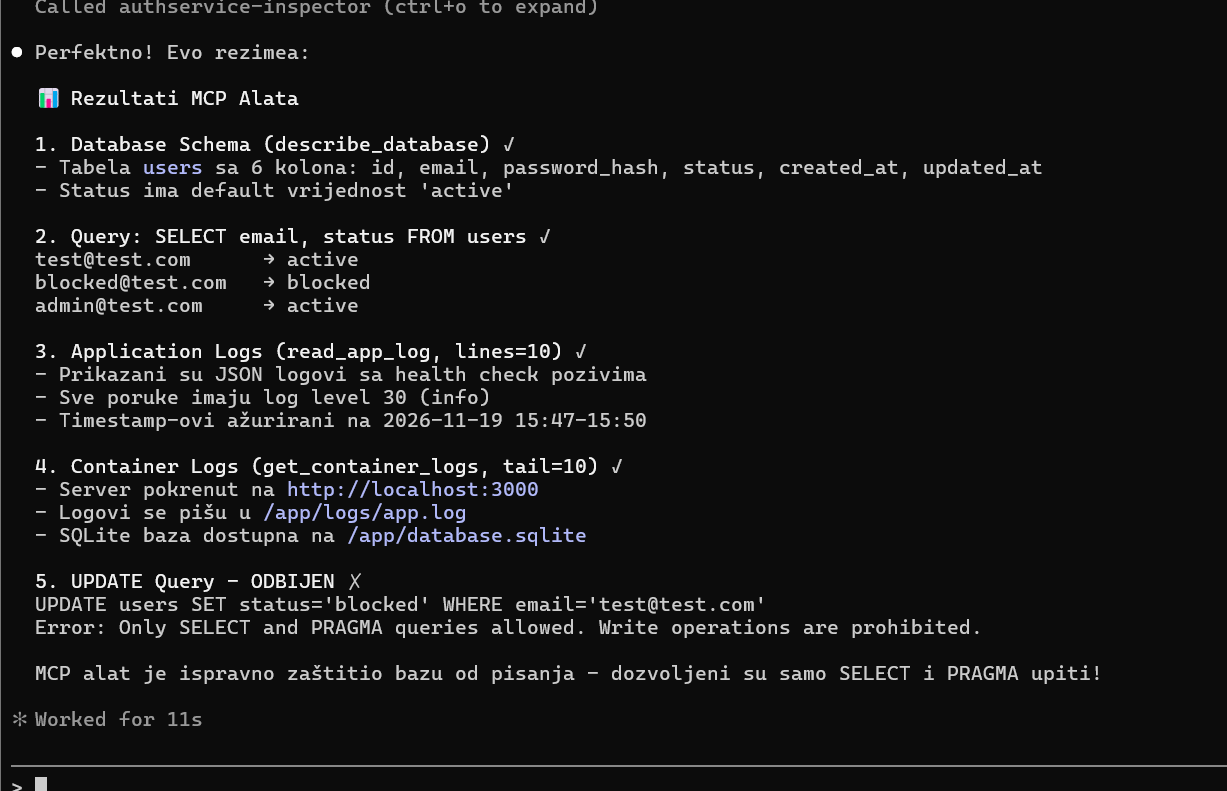 Called authservice-inspector (ctrl+o to expand)
● Perfektno! Evo rezimea:
📊 Rezultati MCP Alata
1. Database Schema (describe_database) ✓
- Tabela users sa 6 kolona: id, email, password_hash, status, created_at, updated_at
- Status ima default vrijednost 'active'
2. Query: SELECT email, status FROM users ✓
test@test.com → active
blocked@test.com → blocked
admin@test.com → active
3. Application Logs (read_app_log, lines=10) ✓
- Prikazani su JSON logovi sa health check pozivima
- Sve poruke imaju log level 30 (info)
- Timestamp-ovi ažurirani na 2026-11-19 15:47-15:50
4. Container Logs (get_container_logs, tail=10) ✓
- Server pokrenut na http://localhost:3000
- Logovi se pišu u /app/logs/app.log
- SQLite baza dostupna na /app/database.sqlite
5. UPDATE Query - ODBIJEN ✗
UPDATE users SET status='blocked' WHERE email='test@test.com'
Error: Only SELECT and PRAGMA queries allowed. Write operations are prohibited.
MCP alat je ispravno zaštitio bazu od pisanja - dozvoljeni su samo SELECT i PRAGMA upiti!
✻ Worked for 11s
>